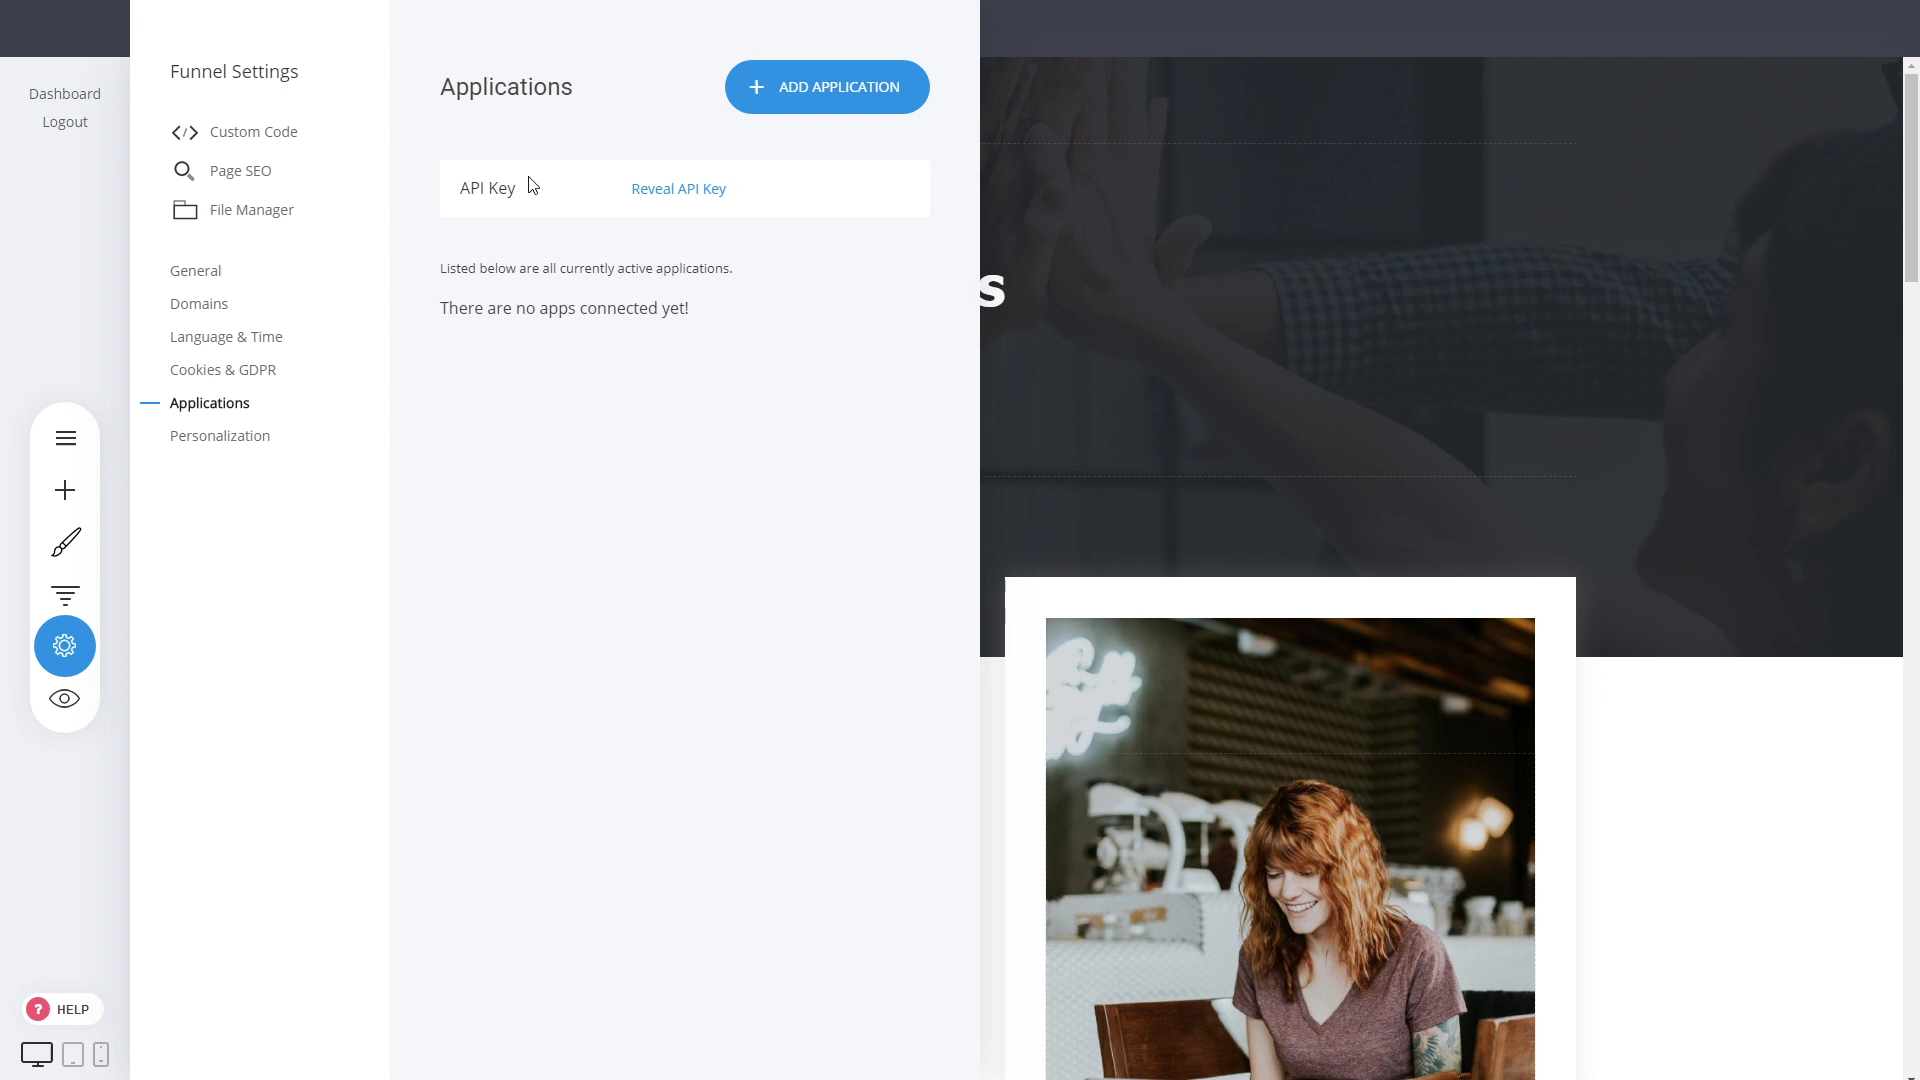 Dashboard
Logout
Funnel Settings
Custom Code
Page SEO
File Manager
General
Domains
Language & Time
Cookies & GDPR
Applications
Personalization
? HELP
Applications
+ ADD APPLICATION
API Key
Reveal API Key
Listed below are all currently active applications.
There are no apps connected yet!
s